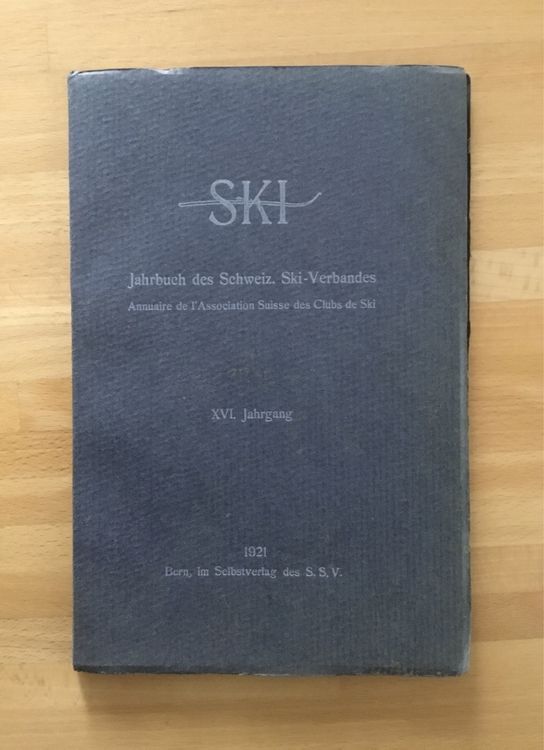 SKI
Jahrbuch des Schweiz. Ski-Verbandes
Annuaire de l'Association Suisse des Clubs de Ski
XVI. Jahrgang
1921
Bern, im Selbstverlag des S. S. V.